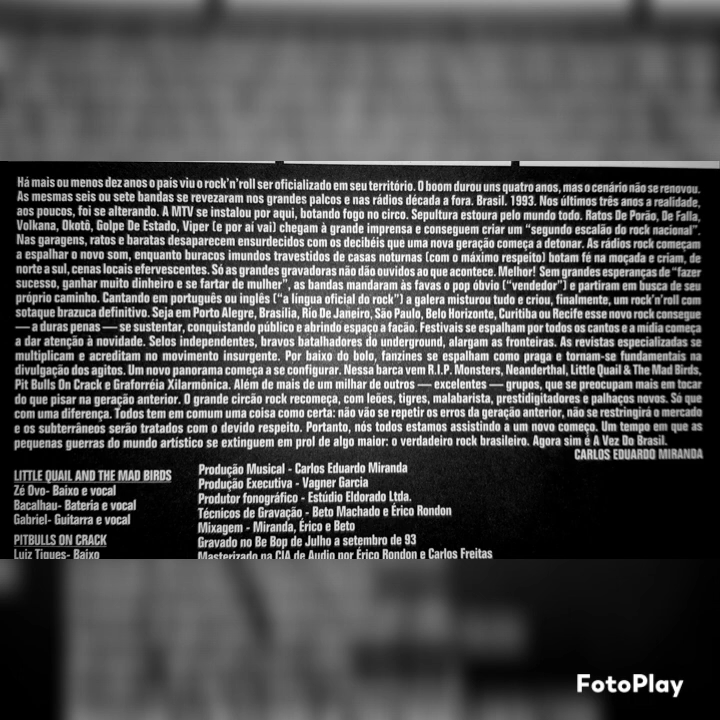 Há mais ou menos dez anos o país viu o rock'n'roll ser oficializado em seu território. O boom durou uns quatro anos, mas o cenário não se renovou.
As mesmas seis ou sete bandas se revezaram nos grandes palcos e nas rádios década a fora. Brasil. 1993. Nos últimos três anos a realidade,
aos poucos, foi se alterando. A MTV se instalou por aqui, botando fogo no circo. Sepultura estoura pelo mundo todo. Ratos De Porão, De Falla,
Volkana, Okotô, Golpe De Estado, Viper (e por aí vai) chegam à grande imprensa e conseguem criar um "segundo escalão do rock nacional".
Nas garagens, ratos e baratas desaparecem ensurdecidos com os decibéis que uma nova geração começa a detonar. As rádios rock começam
a espalhar o novo som, enquanto buracos imundos travestidos de casas noturnas (com o máximo respeito) botam fé na moçada e criam, de
norte a sul, cenas locais efervescentes. Só as grandes gravadoras não dão ouvidos ao que acontece. Melhor! Sem grandes esperanças de "fazer
sucesso, ganhar muito dinheiro e se fartar de mulher", as bandas mandaram às favas o pop óbvio ("vendedor") e partiram em busca de seu
próprio caminho. Cantando em português ou inglês ("a língua oficial do rock") a galera misturou tudo e criou, finalmente, um rock'n'roll com
sotaque brazuca definitivo. Seja em Porto Alegre, Brasília, Rio De Janeiro, São Paulo, Belo Horizonte, Curitiba ou Recife esse novo rock consegue
— a duras penas — se sustentar, conquistando público e abrindo espaço a facão. Festivais se espalham por todos os cantos e a mídia começa
a dar atenção à novidade. Selos independentes, bravos batalhadores do underground, alargam as fronteiras. As revistas especializadas se
multiplicam e acreditam no movimento insurgente. Por baixo do bolo, fanzines se espalham como praga e tornam-se fundamentais na
divulgação dos agitos. Um novo panorama começa a se configurar. Nessa barca vem R.I.P. Monsters, Neanderthal, Little Quail & The Mad Birds,
Pit Bulls On Crack e Graforréia Xilarmônica. Além de mais de um milhar de outros — excelentes — grupos, que se preocupam mais em tocar
do que pisar na geração anterior. O grande circão rock recomeça, com leões, tigres, malabarista, prestidigitadores e palhaços novos. Só que
com uma diferença. Todos tem em comum uma coisa como certa: não vão se repetir os erros da geração anterior, não se restringirá o mercado
e os subterrâneos serão tratados com o devido respeito. Portanto, nós todos estamos assistindo a um novo começo. Um tempo em que as
pequenas guerras do mundo artístico se extinguem em prol de algo maior: o verdadeiro rock brasileiro. Agora sim é A Vez Do Brasil.
CARLOS EDUARDO MIRANDA
LITTLE QUAIL AND THE MAD BIRDS
Zé Ovo- Baixo e vocal
Bacalhau- Bateria e vocal
Gabriel- Guitarra e vocal
PITBULLS ON CRACK
Luiz Tigues- Baixo
Produção Musical - Carlos Eduardo Miranda
Produção Executiva - Vagner Garcia
Produtor fonográfico - Estúdio Eldorado Ltda.
Técnicos de Gravação - Beto Machado e Érico Rondon
Mixagem - Miranda, Érico e Beto
Gravado no Be Bop de Julho a setembro de 93
Masterizado na CIA de Audio por Érico Rondon e Carlos Freitas
FotoPlay